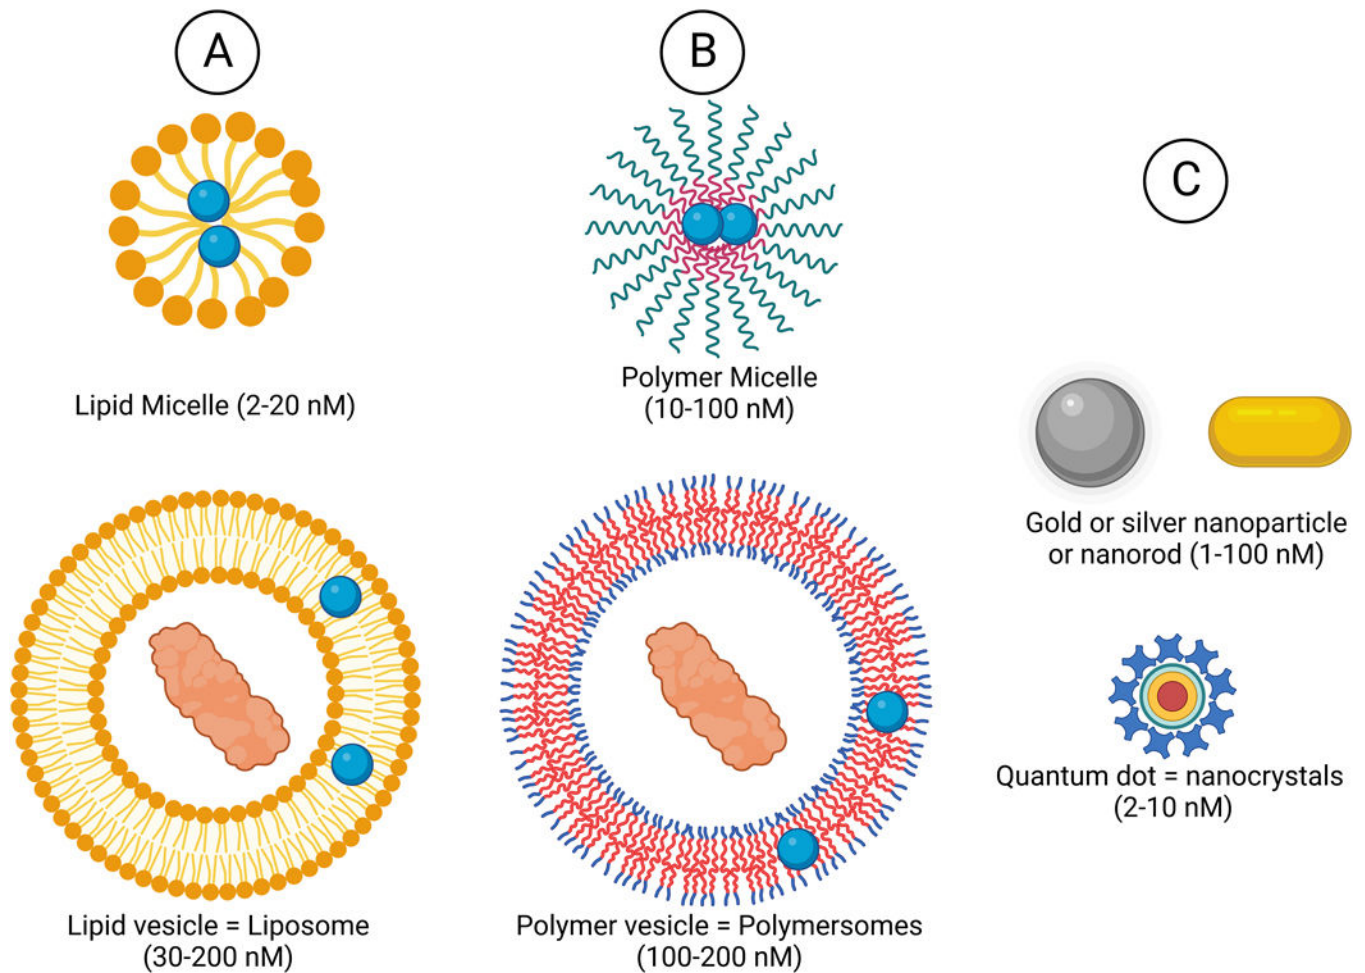 A
Lipid Micelle (2-20 nM)
Lipid vesicle = Liposome
(30-200 nM)
B
Polymer Micelle
(10-100 nM)
Polymer vesicle = Polymersomes
(100-200 nM)
C
Gold or silver nanoparticle
or nanorod (1-100 nM)
Quantum dot = nanocrystals
(2-10 nM)